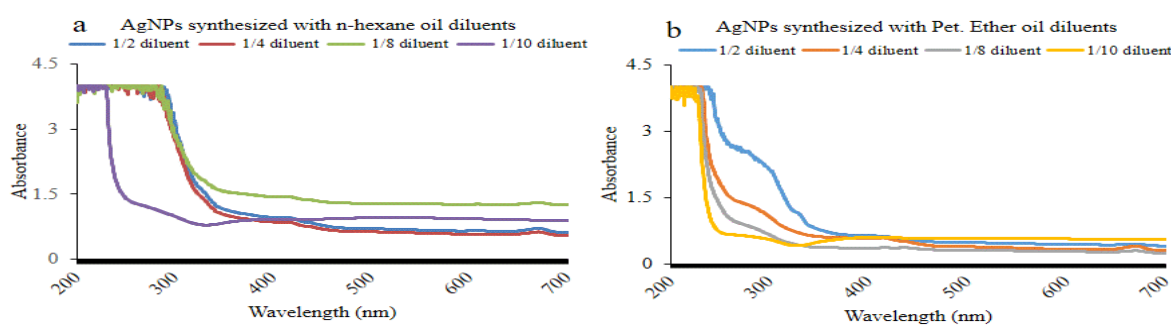 a
AgNPs synthesized with n-hexane oil diluents
1/2 diluent 1/4 diluent 1/8 diluent 1/10 diluent
4.5
3
1.5
0
Absorbance
200 300 400 500 600 700
Wavelength (nm)
b
AgNPs synthesized with Pet. Ether oil diluents
1/2 diluent 1/4 diluent 1/8 diluent 1/10 diluent
4.5
3
1.5
0
Absorbance
200 300 400 500 600 700
Wavelength (nm)